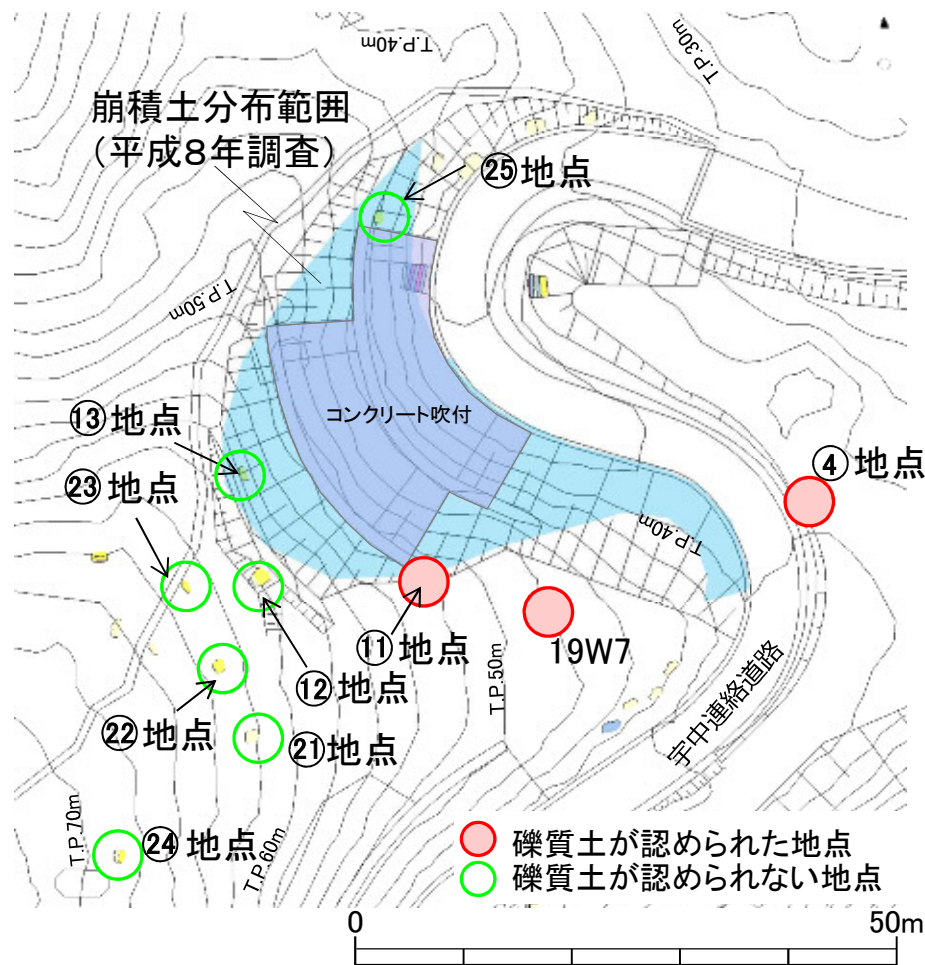 T.P.40m
T.P.30m
崩積土分布範囲
（平成８年調査）
㉕地点
T.P.50m
コンクリート吹付
⑬地点
④地点
㉓地点
T.P.40m
⑪地点
19W7
⑫地点
T.P.50m
㉒地点
㉑地点
宇中連絡道路
㉔地点
T.P.70m
T.P.60m
礫質土が認められた地点
礫質土が認められない地点
0
50m